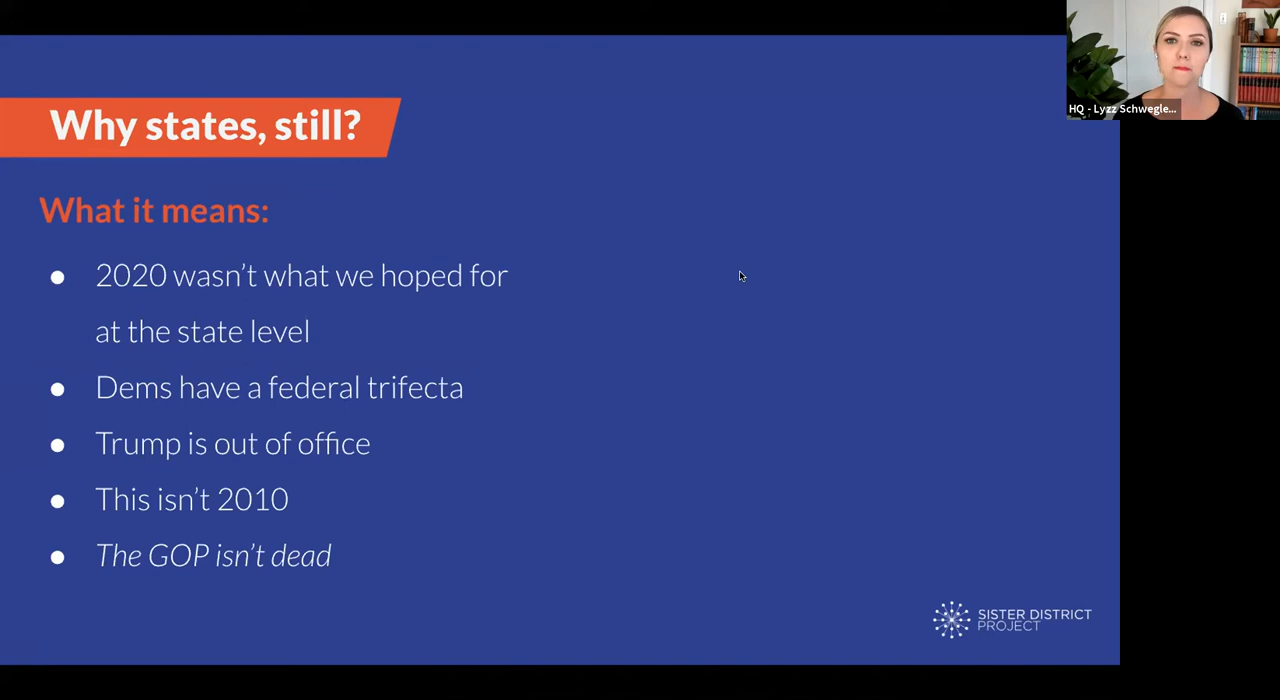 Why states, still?
What it means:
● 2020 wasn't what we hoped for
at the state level
● Dems have a federal trifecta
● Trump is out of office
● This isn't 2010
● The GOP isn't dead
SISTER DISTRICT
PROJECT
HQ - Lyzz Schwegle...